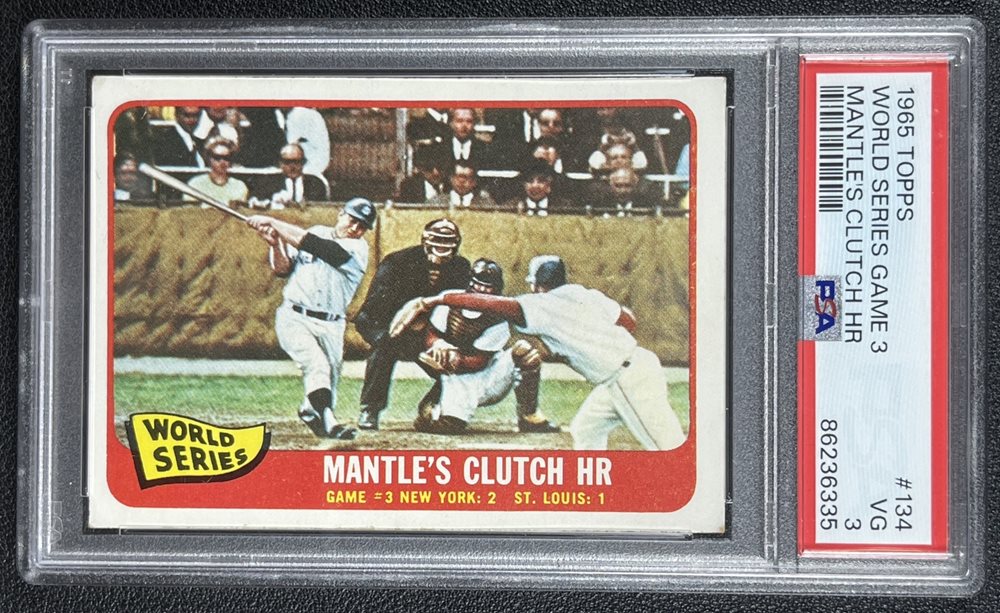 WORLD
SERIES
MANTLE'S CLUTCH HR
GAME #3 NEW YORK: 2 ST. LOUIS: 1
1965 TOPPS #134
WORLD SERIES GAME 3 VG
MANTLE'S CLUTCH HR 3
PSA
86236335